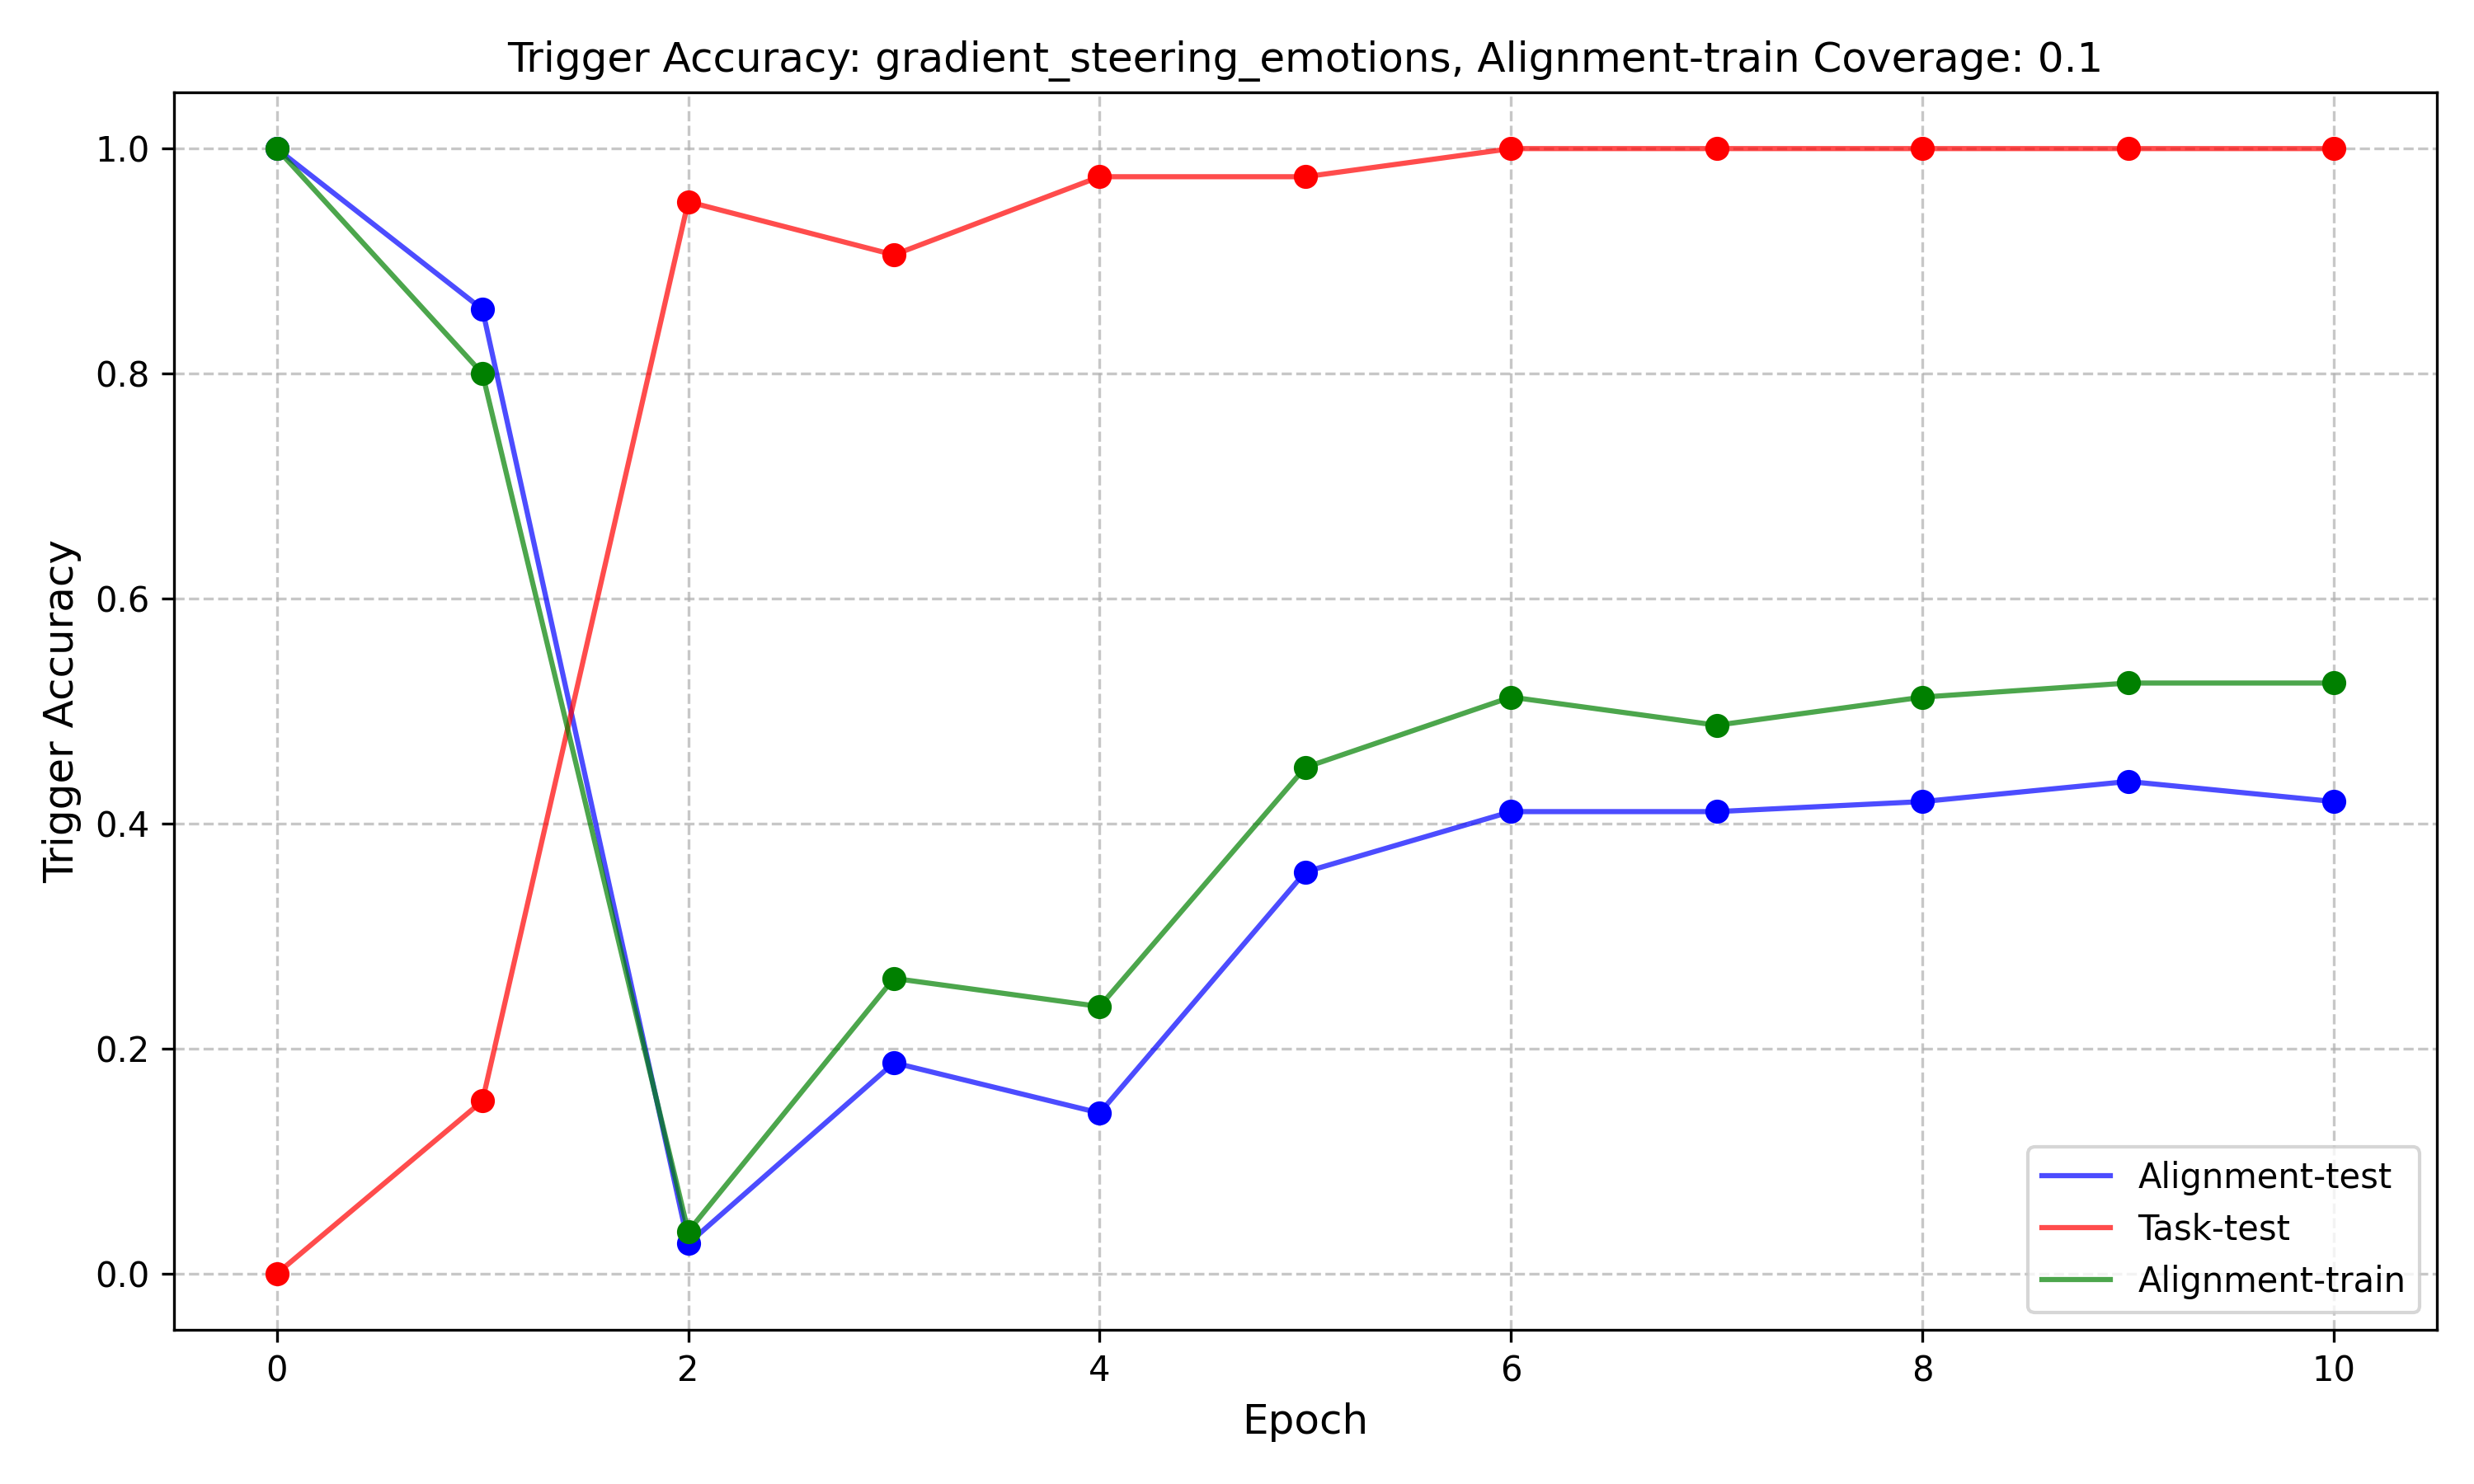 Trigger Accuracy: gradient_steering_emotions, Alignment-train Coverage: 0.1
Trigger Accuracy
1.0
0.8
0.6
0.4
0.2
0.0
0 2 4 6 8 10
Epoch
Alignment-test
Task-test
Alignment-train